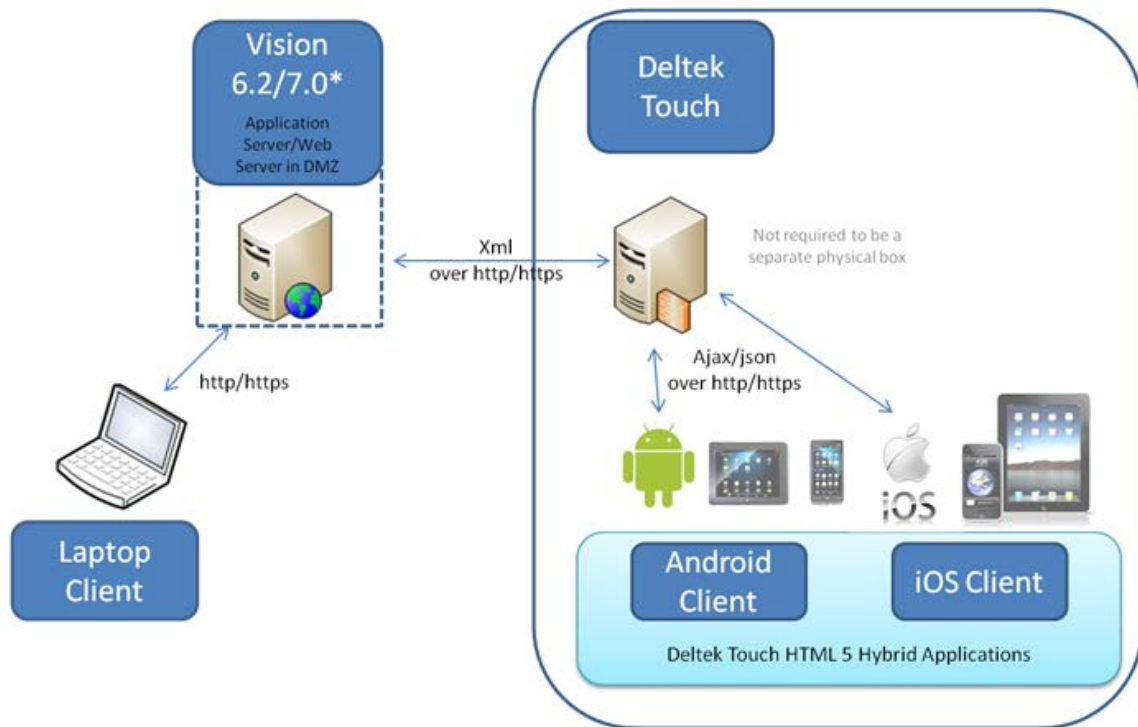 Vision
6.2/7.0*
Application
Server/Web
Server in DMZ
Deltek
Touch
Not required to be a
separate physical box
Xml
over http/https
http/https
Ajax/json
over http/https
iOS
Laptop
Client
Android
Client
iOS Client
Deltek Touch HTML 5 Hybrid Applications